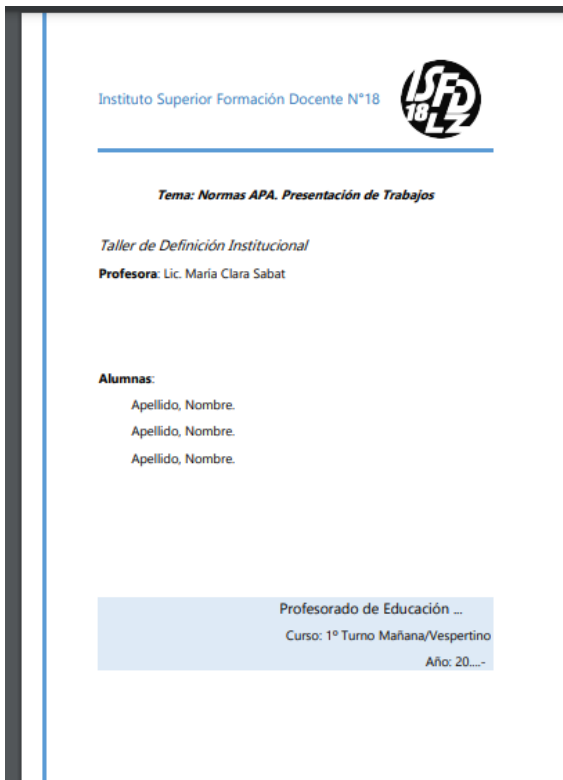 Instituto Superior Formación Docente N°18
ISFD
18 LZ
Tema: Normas APA. Presentación de Trabajos
Taller de Definición Institucional
Profesora: Lic. María Clara Sabat
Alumnas:
Apellido, Nombre.
Apellido, Nombre.
Apellido, Nombre.
Profesorado de Educación ...
Curso: 1º Turno Mañana/Vespertino
Año: 20....-